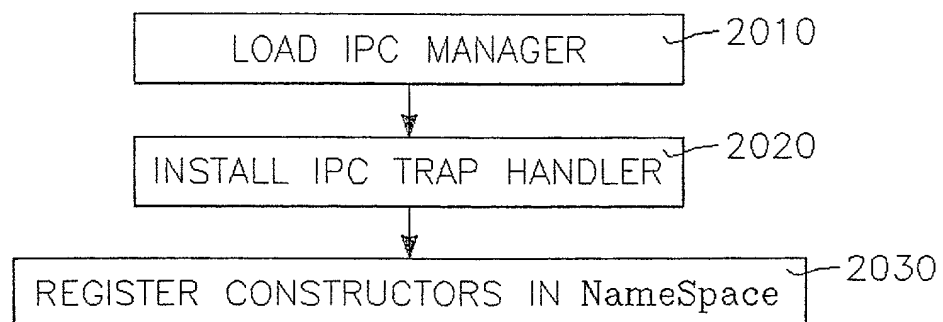 LOAD IPC MANAGER 2010
INSTALL IPC TRAP HANDLER 2020
REGISTER CONSTRUCTORS IN NameSpace 2030